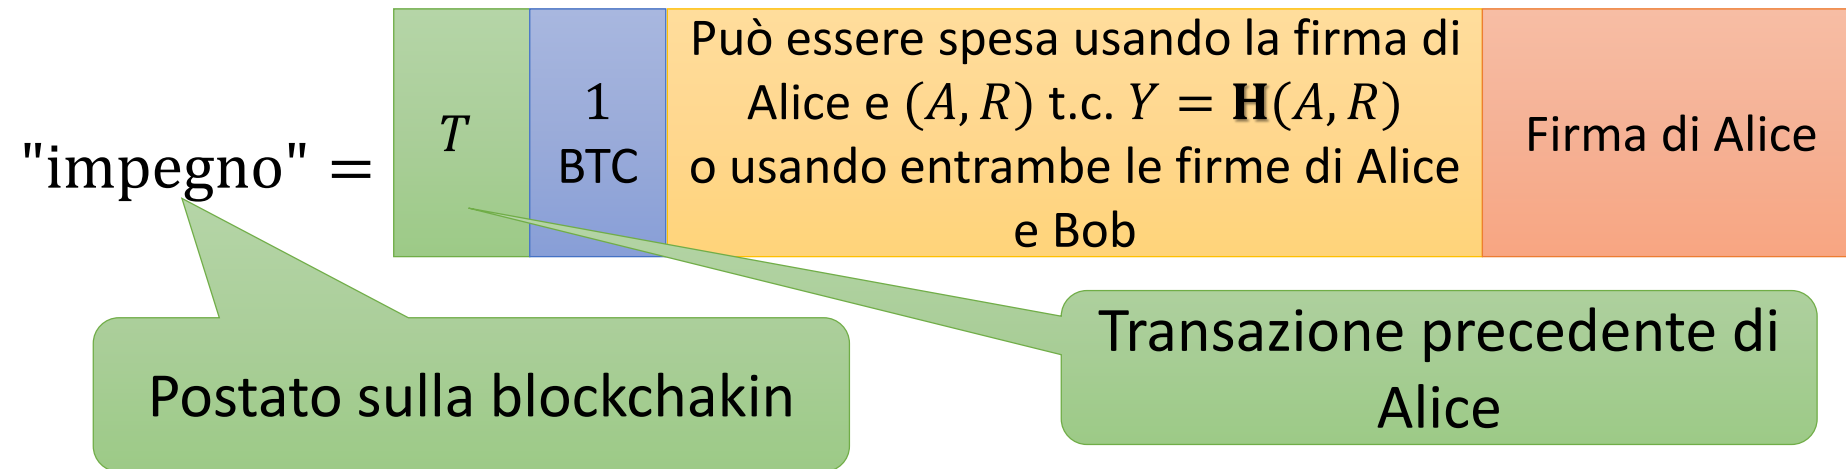 "impegno" =
T
1
BTC
Può essere spesa usando la firma di
Alice e (A, R) t.c. Y = H(A, R)
o usando entrambe le firme di Alice
e Bob
Firma di Alice
Postato sulla blockchakin
Transazione precedente di
Alice